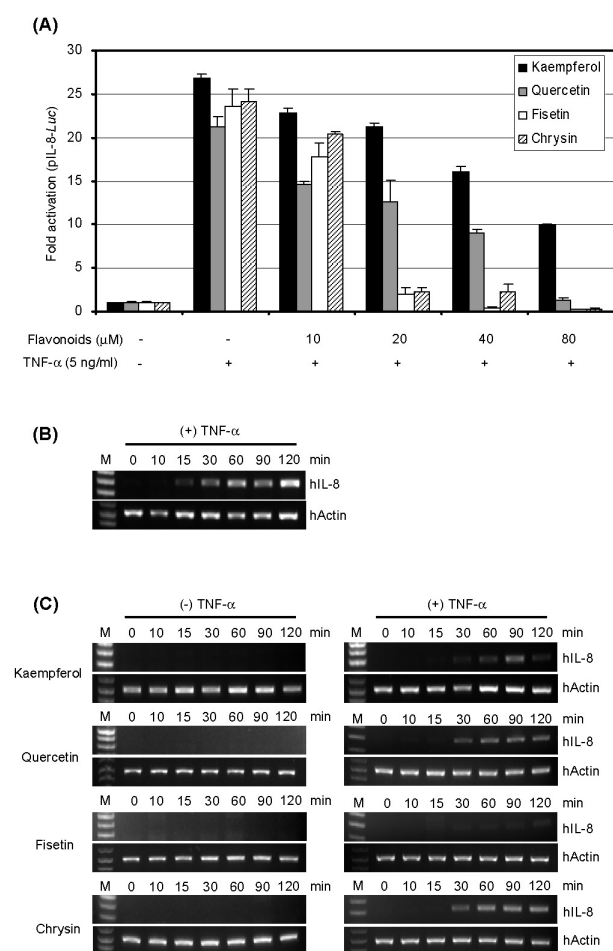 (A)
30
25
20
15
10
5
0
Fold activation (pIL-8-Luc)
Kaempferol
Quercetin
Fisetin
Chrysin
Flavonoids (µM) - - 10 20 40 80
TNF-α (5 ng/ml) - + + + + +
(B)
(+) TNF-α
M 0 10 15 30 60 90 120 min
hIL-8
hActin
(C)
(-) TNF-α (+) TNF-α
M 0 10 15 30 60 90 120 min M 0 10 15 30 60 90 120 min
hIL-8
Kaempferol
hActin
M 0 10 15 30 60 90 120 min M 0 10 15 30 60 90 120 min
hIL-8
Quercetin
hActin
M 0 10 15 30 60 90 120 min M 0 10 15 30 60 90 120 min
hIL-8
Fisetin
hActin
M 0 10 15 30 60 90 120 min M 0 10 15 30 60 90 120 min
hIL-8
Chrysin
hActin